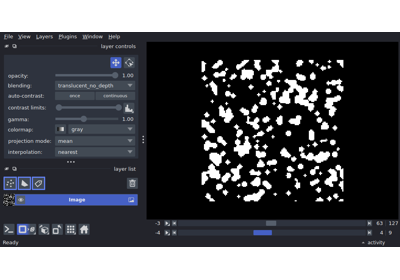 File View Layers Plugins Window Help
layer controls
opacity: 1.00
blending: translucent_no_depth
auto-contrast: once continuous
contrast limits:
gamma: 1.00
colormap: gray
projection mode: mean
interpolation: nearest
layer list
Image
-3 63 127
-4 4 9
Ready activity